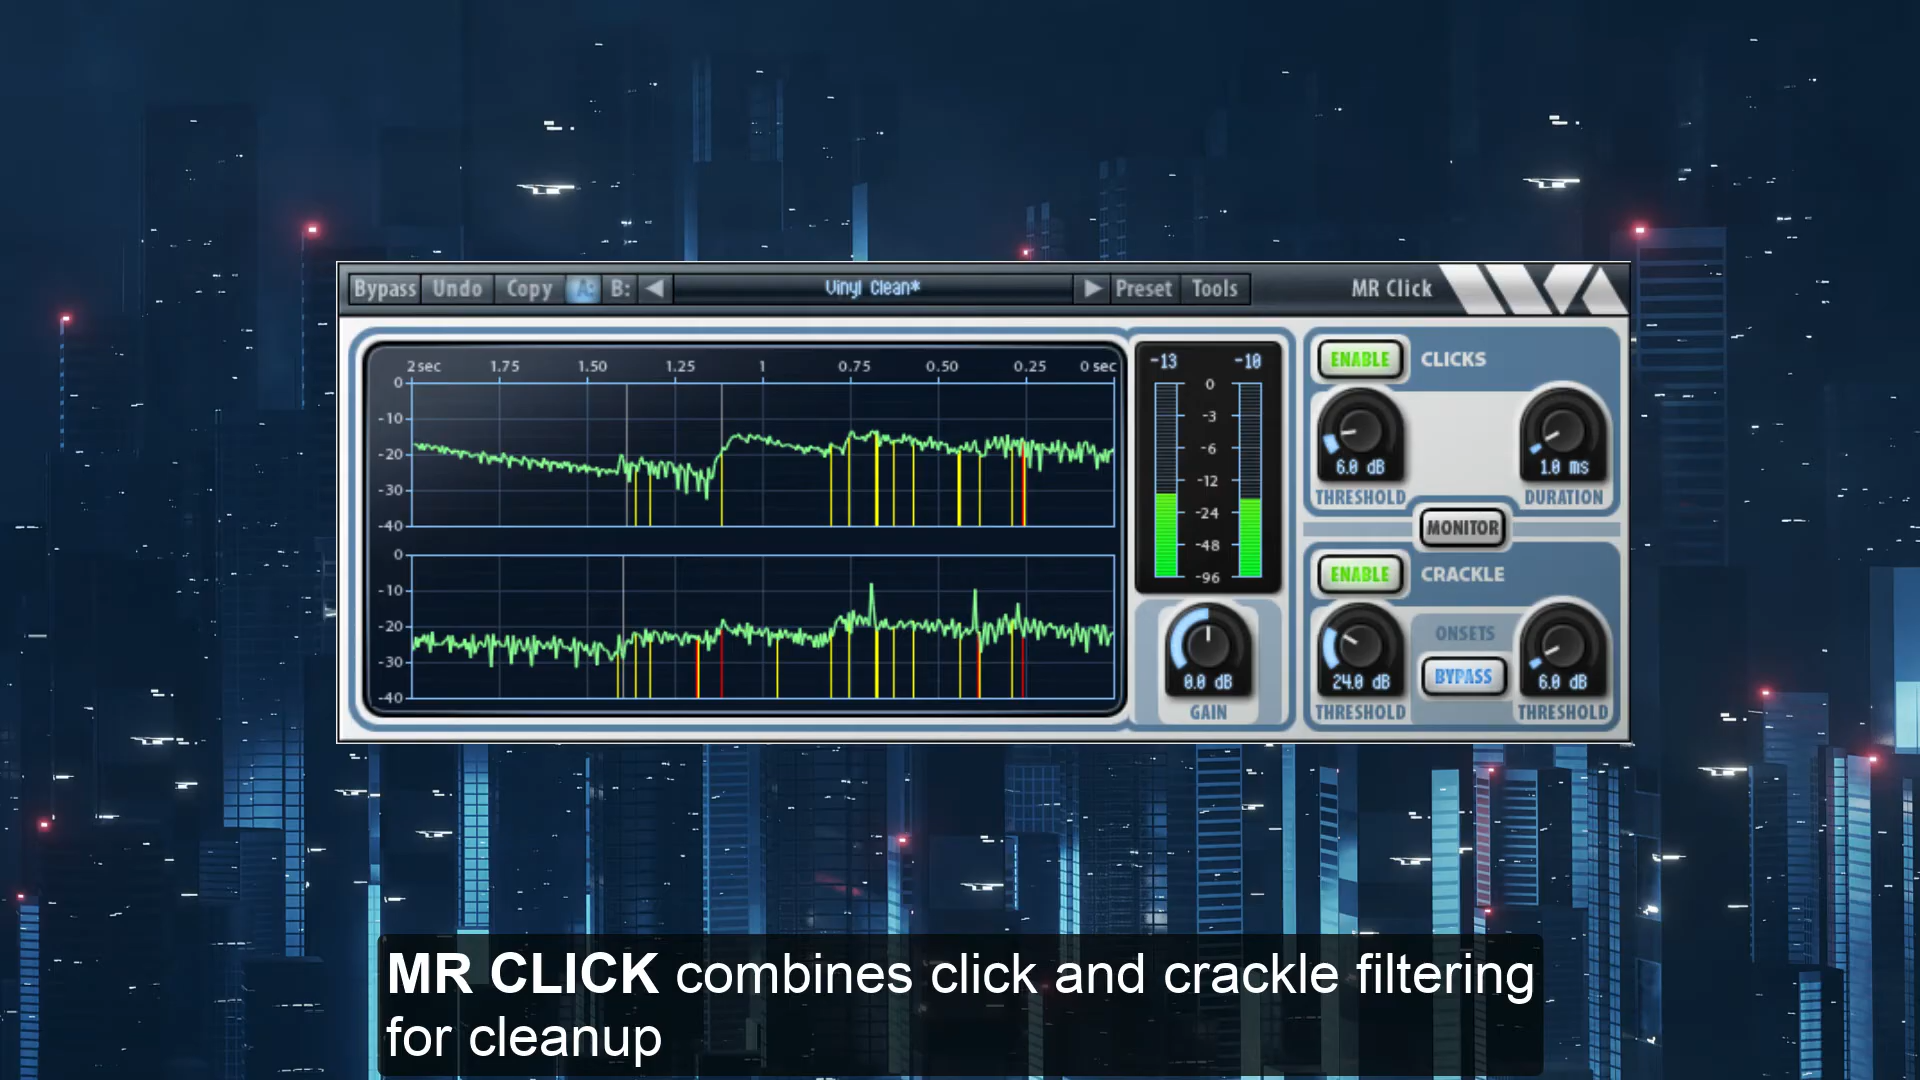 Bypass Undo Copy A: B: Vinyl Clean* Preset Tools MR Click
2sec 1.75 1.50 1.25 1 0.75 0.50 0.25 0 sec
0
-10
-20
-30
-40
0
-10
-20
-30
-40
-13 -10
0
-3
-6
-12
-24
-48
-96
0.0 dB
GAIN
ENABLE CLICKS
6.0 dB 1.0 ms
THRESHOLD DURATION
MONITOR
ENABLE CRACKLE
ONSETS
BYPASS
24.0 dB 6.0 dB
THRESHOLD THRESHOLD
MR CLICK combines click and crackle filtering
for cleanup